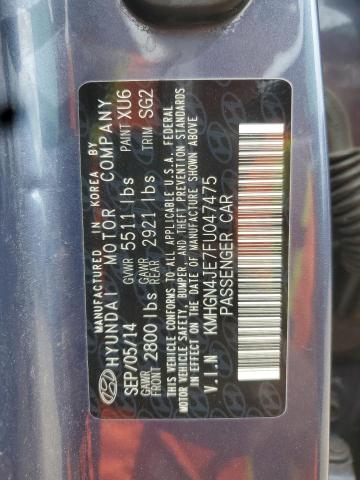 MANUFACTURED IN KOREA BY
HYUNDAI MOTOR COMPANY
SEP/05/14 GVWR 5511 lbs PAINT XU6
GAWR FRONT 2800 lbs GAWR REAR 2921 lbs TRIM SG2
THIS VEHICLE CONFORMS TO ALL APPLICABLE U.S.A. FEDERAL
MOTOR VEHICLE SAFETY, BUMPER, AND THEFT PREVENTION STANDARDS
IN EFFECT ON THE DATE OF MANUFACTURE SHOWN ABOVE.
V.I.N KMHGN4JE7FU047475
PASSENGER CAR